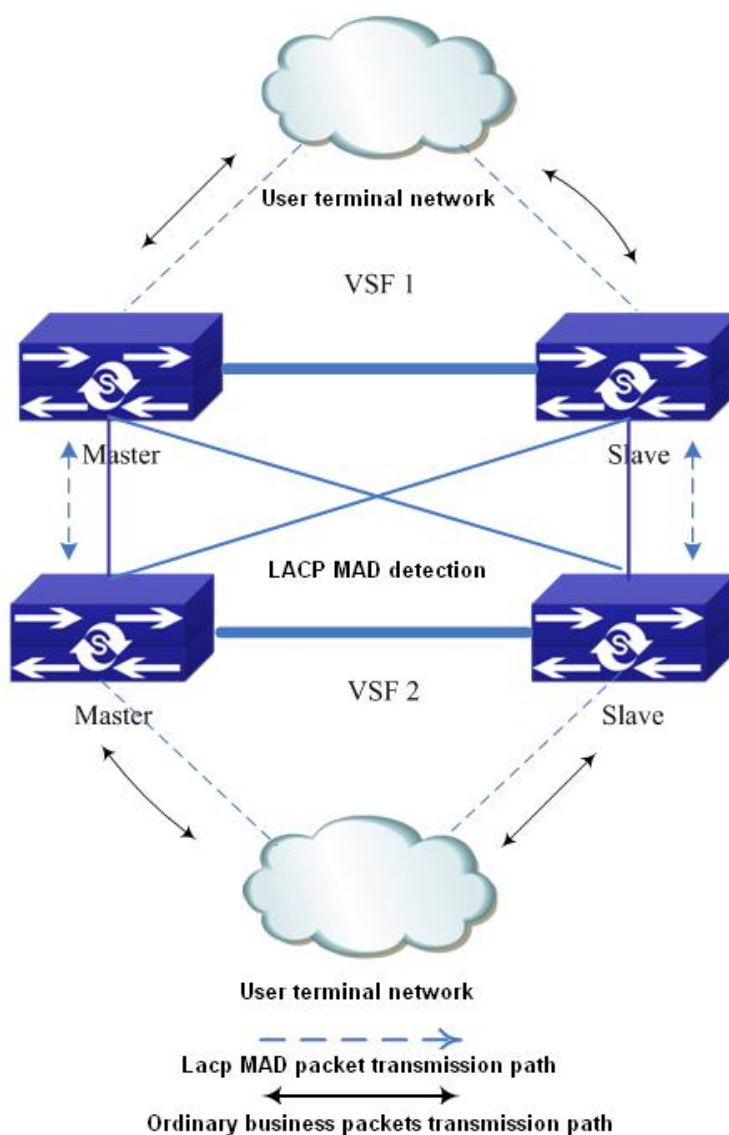 User terminal network
VSF 1
Master
Slave
LACP MAD detection
VSF 2
Master
Slave
User terminal network
Lacp MAD packet transmission path
Ordinary business packets transmission path